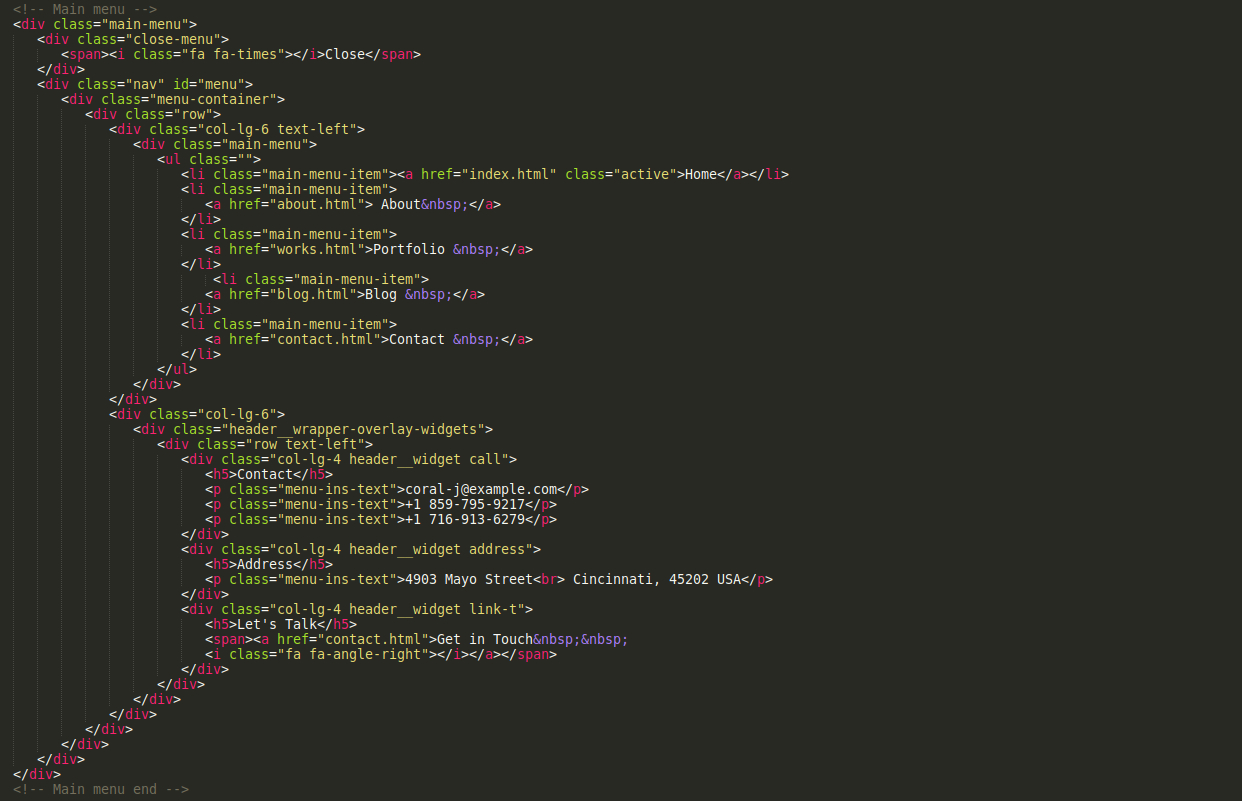 <!-- Main menu -->
<div class="main-menu">
<div class="close-menu">
<span><i class="fa fa-times"></i>Close</span>
</div>
<div class="nav" id="menu">
<div class="menu-container">
<div class="row">
<div class="col-lg-6 text-left">
<div class="main-menu">
<ul class="">
<li class="main-menu-item"><a href="index.html" class="active">Home</a></li>
<li class="main-menu-item">
<a href="about.html"> About&nbsp;</a>
</li>
<li class="main-menu-item">
<a href="works.html">Portfolio &nbsp;</a>
</li>
<li class="main-menu-item">
<a href="blog.html">Blog &nbsp;</a>
</li>
<li class="main-menu-item">
<a href="contact.html">Contact &nbsp;</a>
</li>
</ul>
</div>
</div>
<div class="col-lg-6">
<div class="header__wrapper-overlay-widgets">
<div class="row text-left">
<div class="col-lg-4 header__widget call">
<h5>Contact</h5>
<p class="menu-ins-text">coral-j@example.com</p>
<p class="menu-ins-text">+1 859-795-9217</p>
<p class="menu-ins-text">+1 716-913-6279</p>
</div>
<div class="col-lg-4 header__widget address">
<h5>Address</h5>
<p class="menu-ins-text">4903 Mayo Street<br> Cincinnati, 45202 USA</p>
</div>
<div class="col-lg-4 header__widget link-t">
<h5>Let's Talk</h5>
<span><a href="contact.html">Get in Touch&nbsp;&nbsp;
<i class="fa fa-angle-right"></i></a></span>
</div>
</div>
</div>
</div>
</div>
</div>
</div>
</div>
<!-- Main menu end -->